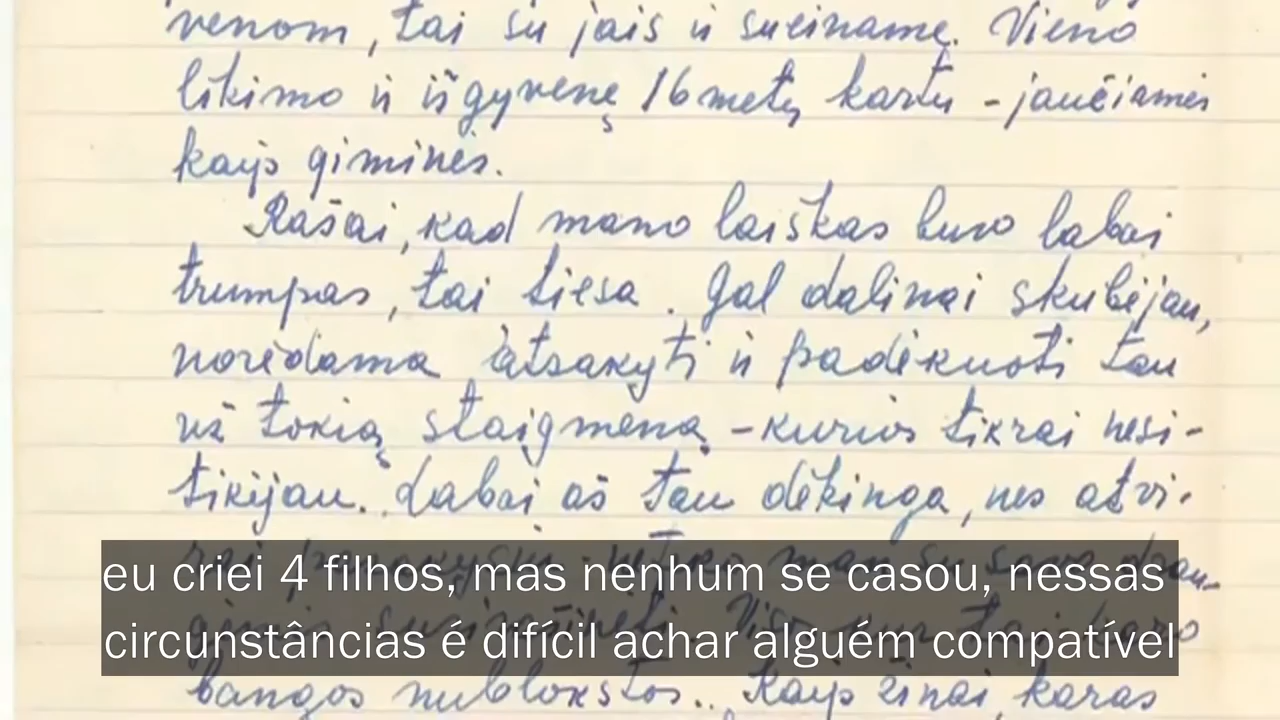 venom, tai su jais ir sueiname. Vieno
likimo ir išgyvenę 16 metų kartu - jaučiamės
kaip giminės.
Rašai, kad mano laiškas buvo labai
trumpas, tai tiesa. Gal dalinai skubėjau,
norėdama atsakyti ir padėkuoti tau
už tokią staigmeną - kurios tikrai nesi-
tikėjau. Labai aš tau dėkinga, nes atvi-
eu criei 4 filhos, mas nenhum se casou, nessas
circunstâncias é difícil achar alguém compatível
bangos nublokštos.. Kaip žinai, karas